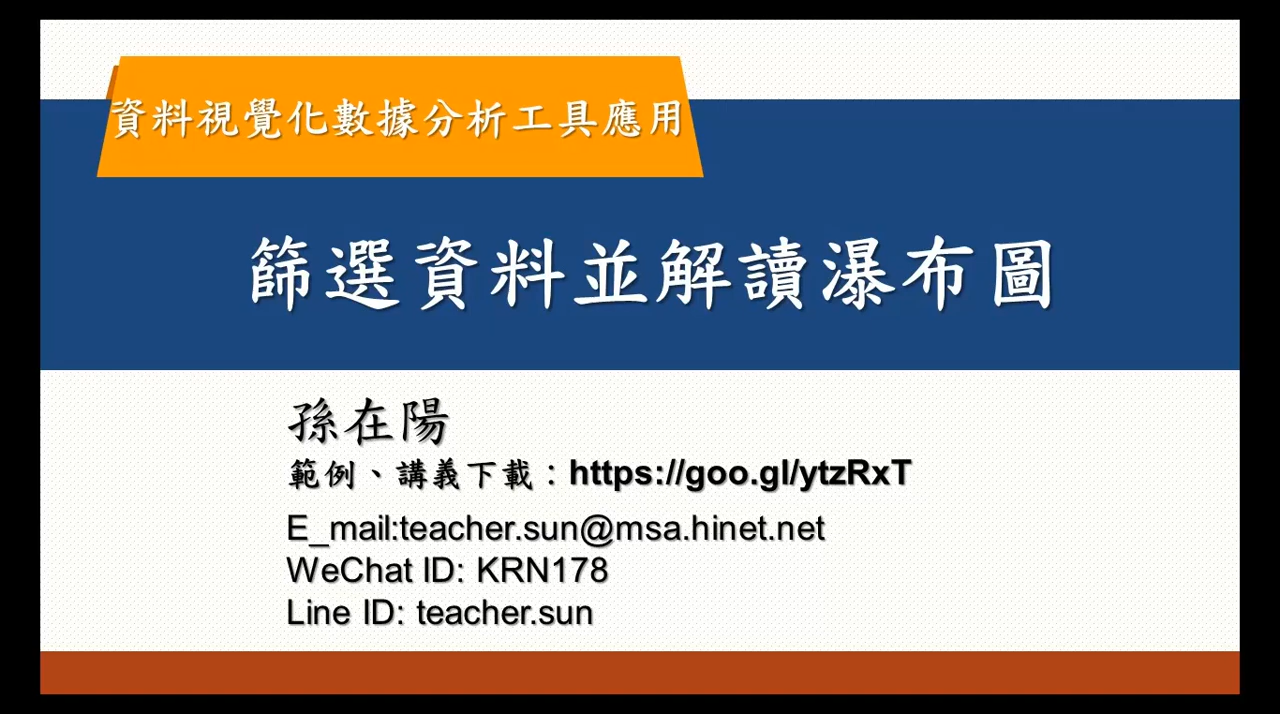 資料視覺化數據分析工具應用
篩選資料並解讀瀑布圖
孫在陽
範例、講義下載：https://goo.gl/ytzRxT
E_mail:teacher.sun@msa.hinet.net
WeChat ID: KRN178
Line ID: teacher.sun